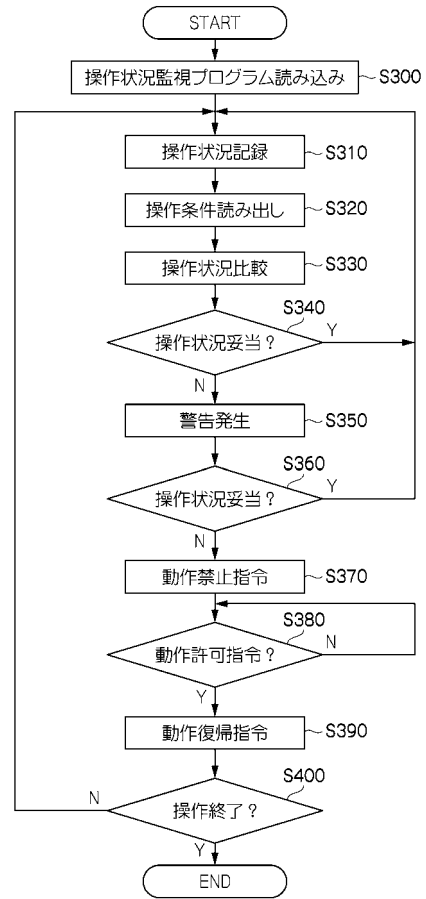 START
操作状況監視プログラム読み込み
S300
操作状況記録
S310
操作条件読み出し
S320
操作状況比較
S330
S340
操作状況妥当？
Y
N
警告発生
S350
S360
操作状況妥当？
Y
N
動作禁止指令
S370
S380
動作許可指令？
N
Y
動作復帰指令
S390
S400
操作終了？
N
Y
END